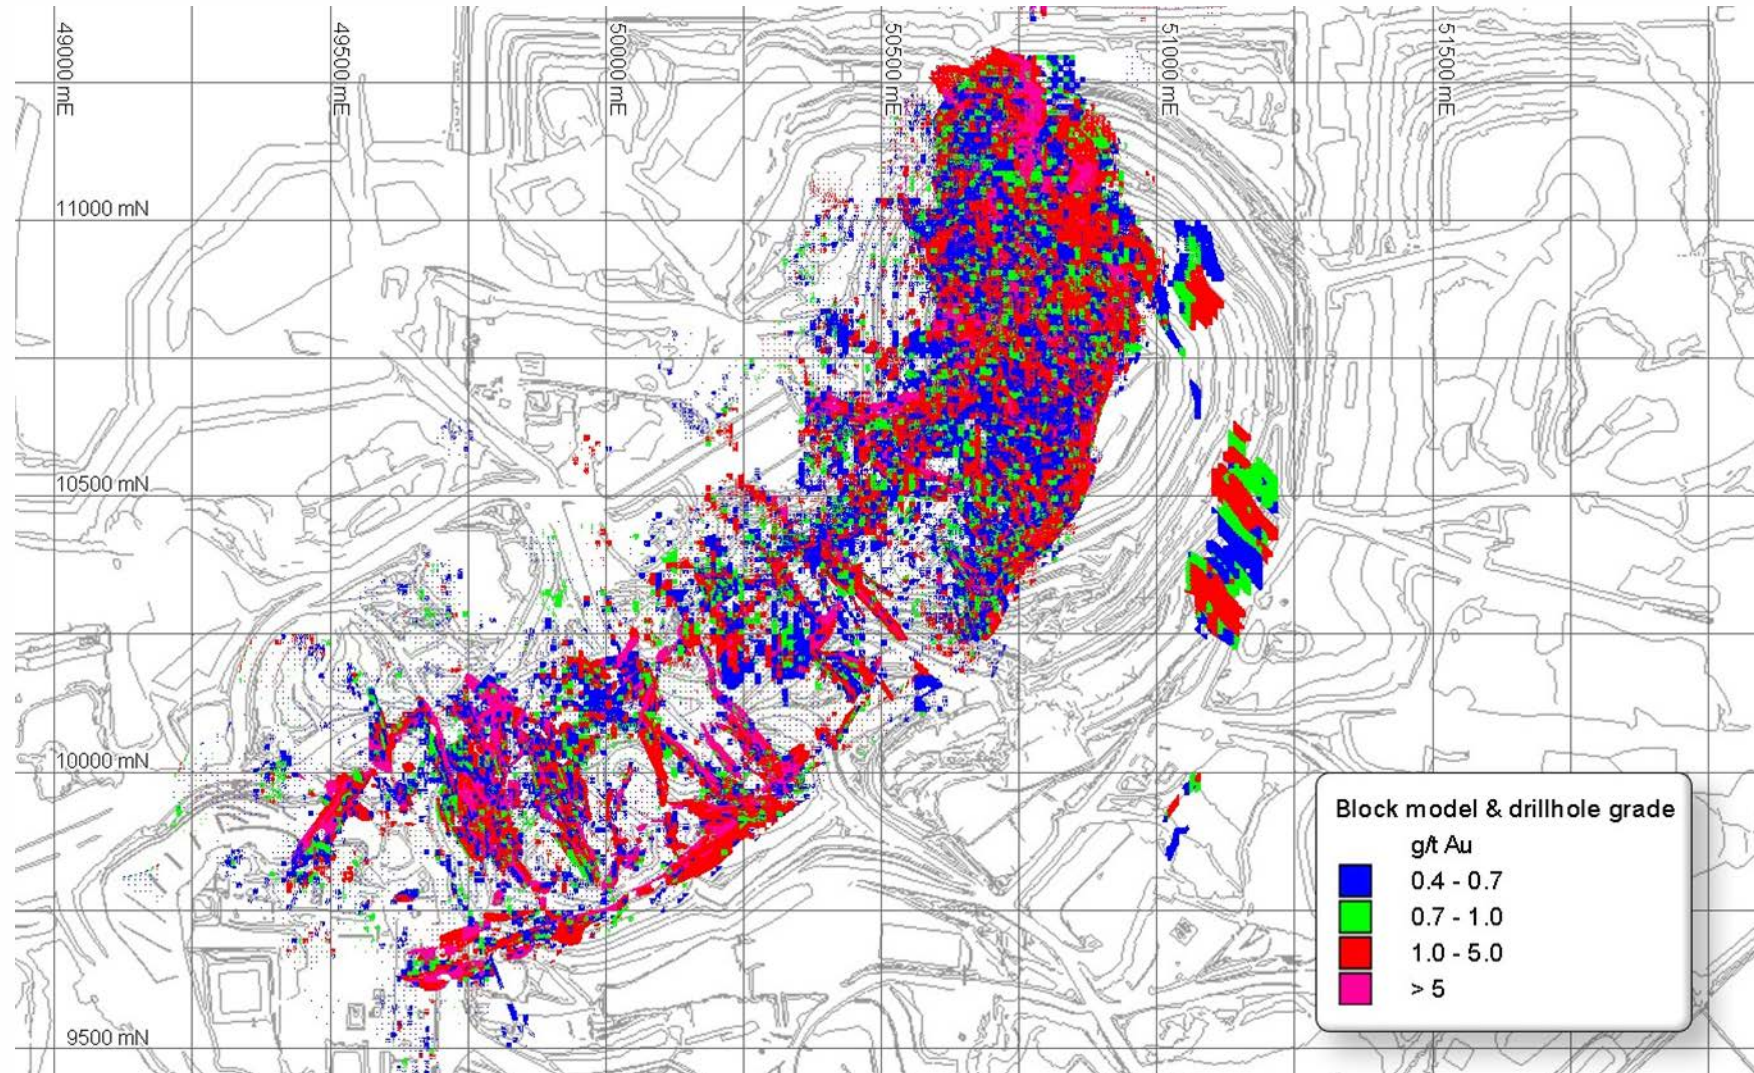 49000 mE
49500 mE
50000 mE
50500 mE
51000 mE
51500 mE
11000 mN
10500 mN
10000 mN
9500 mN
Block model & drillhole grade
g/t Au
0.4 - 0.7
0.7 - 1.0
1.0 - 5.0
> 5